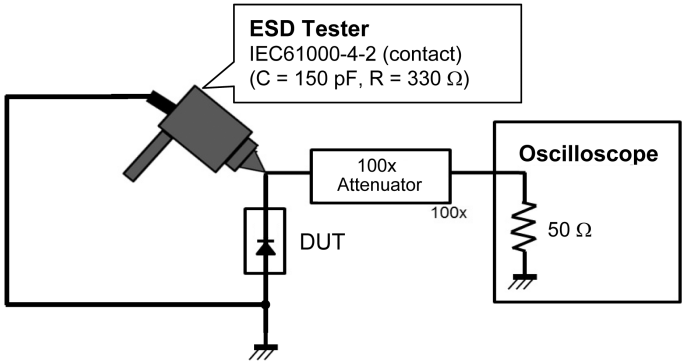 ESD Tester
IEC61000-4-2 (contact)
(C = 150 pF, R = 330 Ω)
100x
Attenuator
100x
Oscilloscope
50 Ω
DUT